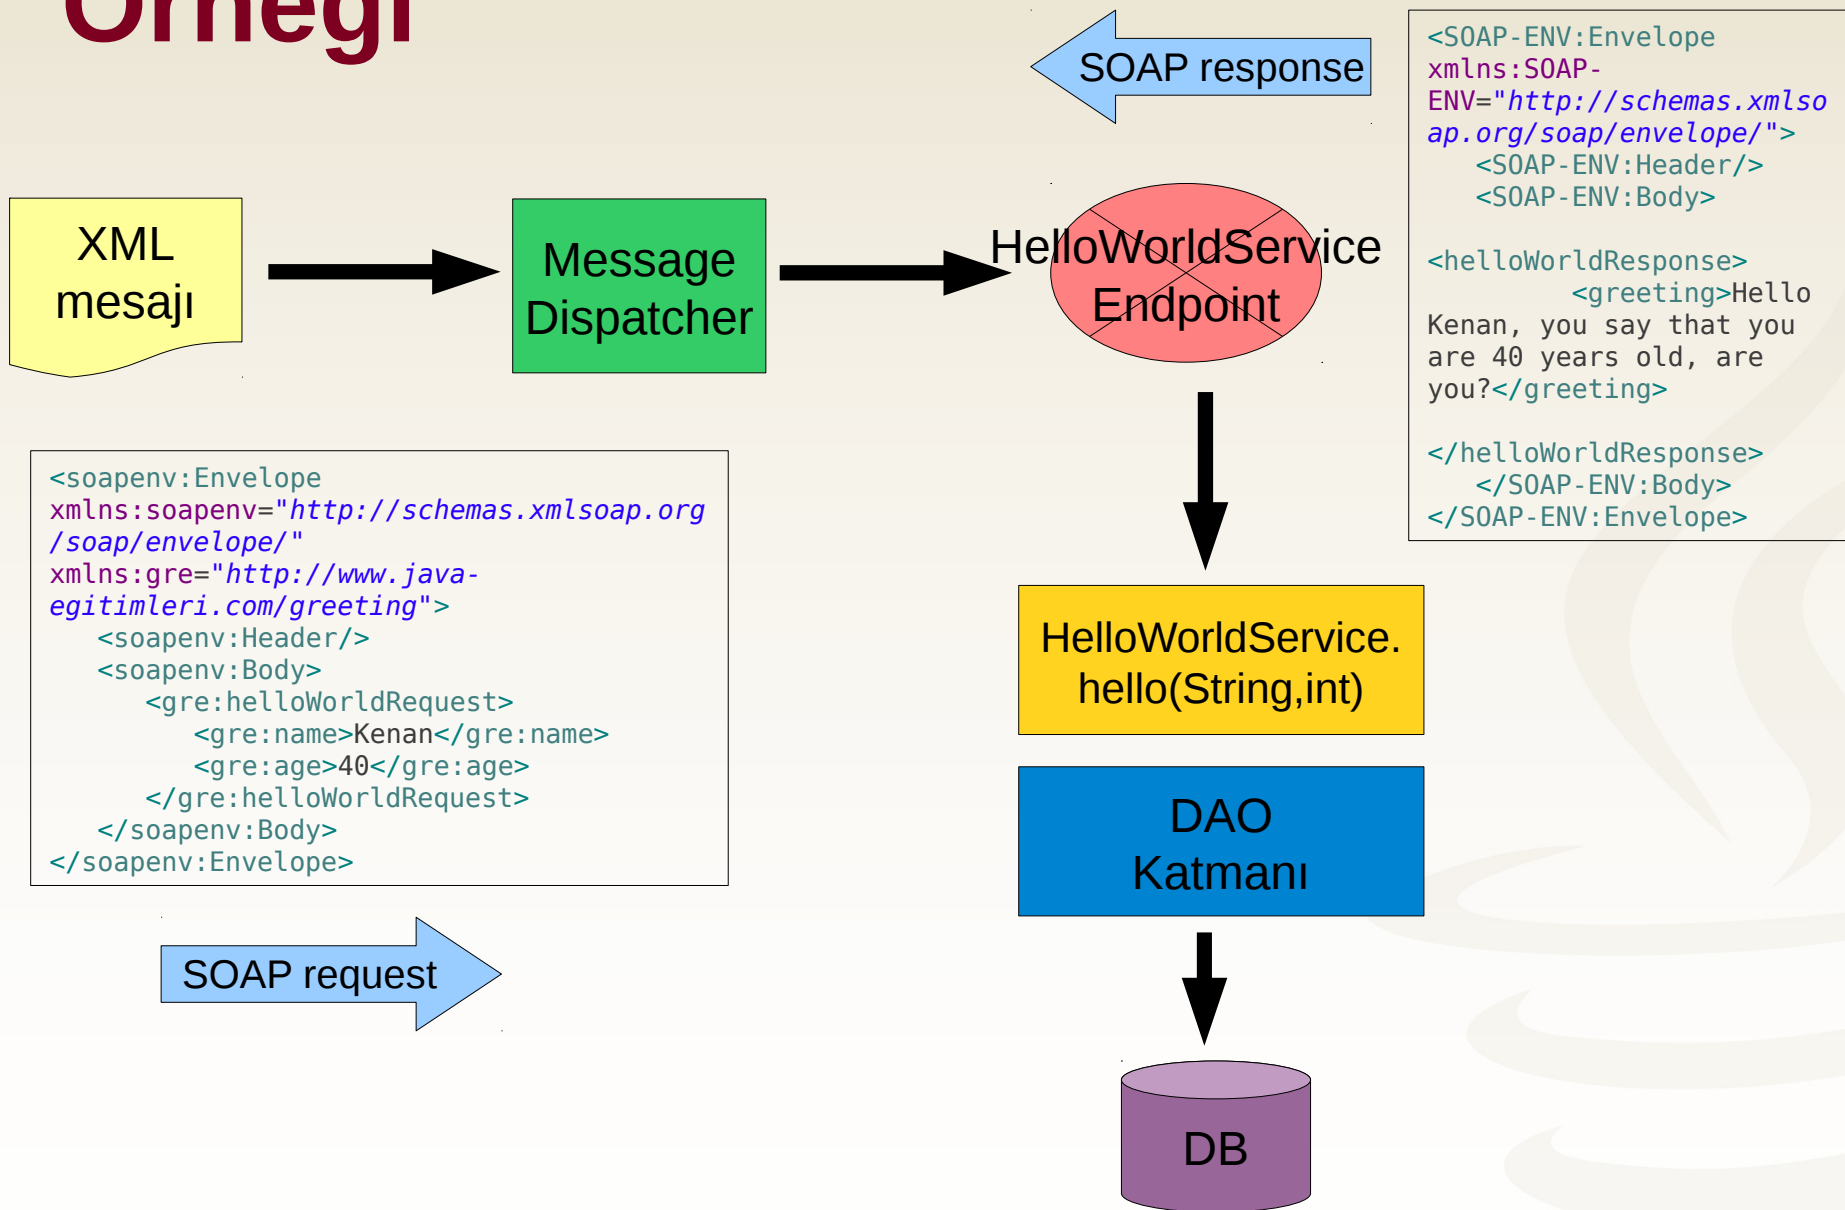 Örneği
SOAP response
<SOAP-ENV:Envelope
xmlns:SOAP-
ENV="http://schemas.xmlso
ap.org/soap/envelope/">
<SOAP-ENV:Header/>
<SOAP-ENV:Body>
<helloWorldResponse>
<greeting>Hello
Kenan, you say that you
are 40 years old, are
you?</greeting>
</helloWorldResponse>
</SOAP-ENV:Body>
</SOAP-ENV:Envelope>
XML
mesajı
Message
Dispatcher
HelloWorldService
Endpoint
<soapenv:Envelope
xmlns:soapenv="http://schemas.xmlsoap.org
/soap/envelope/"
xmlns:gre="http://www.java-
egitimleri.com/greeting">
<soapenv:Header/>
<soapenv:Body>
<gre:helloWorldRequest>
<gre:name>Kenan</gre:name>
<gre:age>40</gre:age>
</gre:helloWorldRequest>
</soapenv:Body>
</soapenv:Envelope>
HelloWorldService.
hello(String,int)
DAO
Katmanı
SOAP request
DB